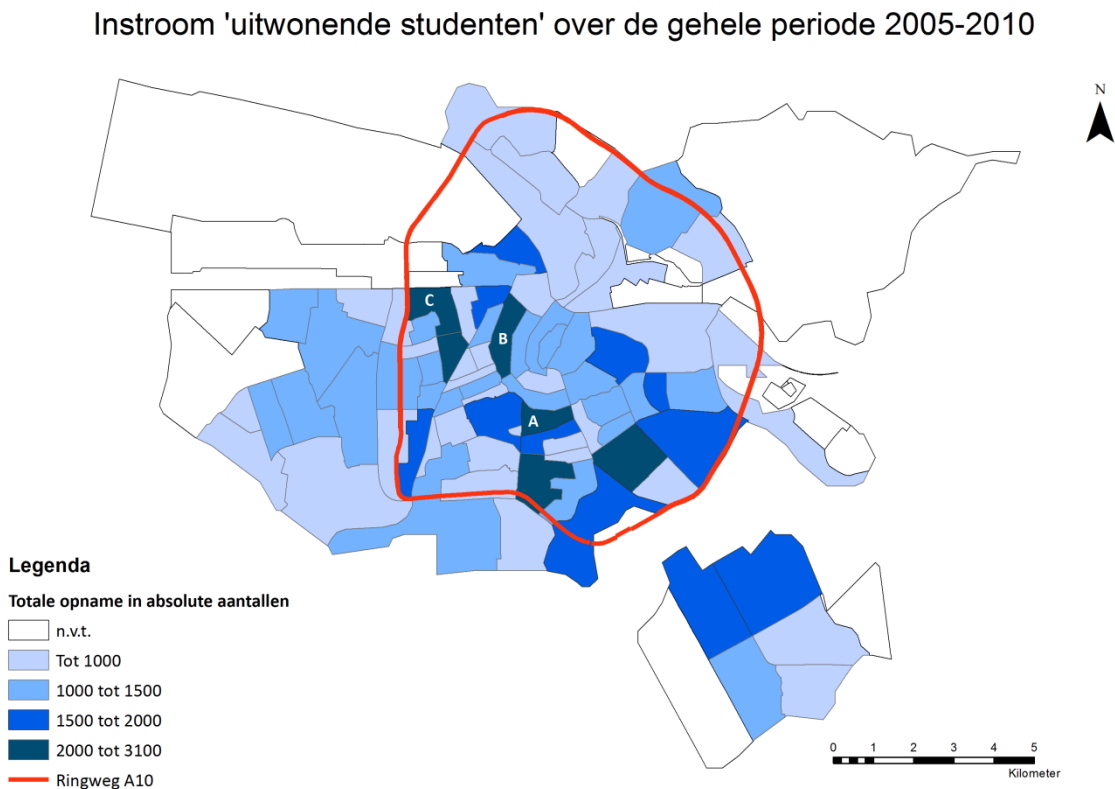 Instroom 'uitwonende studenten' over de gehele periode 2005-2010
N
C
B
A
Legenda
Totale opname in absolute aantallen
n.v.t.
Tot 1000
1000 tot 1500
1500 tot 2000
2000 tot 3100
Ringweg A10
0 1 2 3 4 5
Kilometer